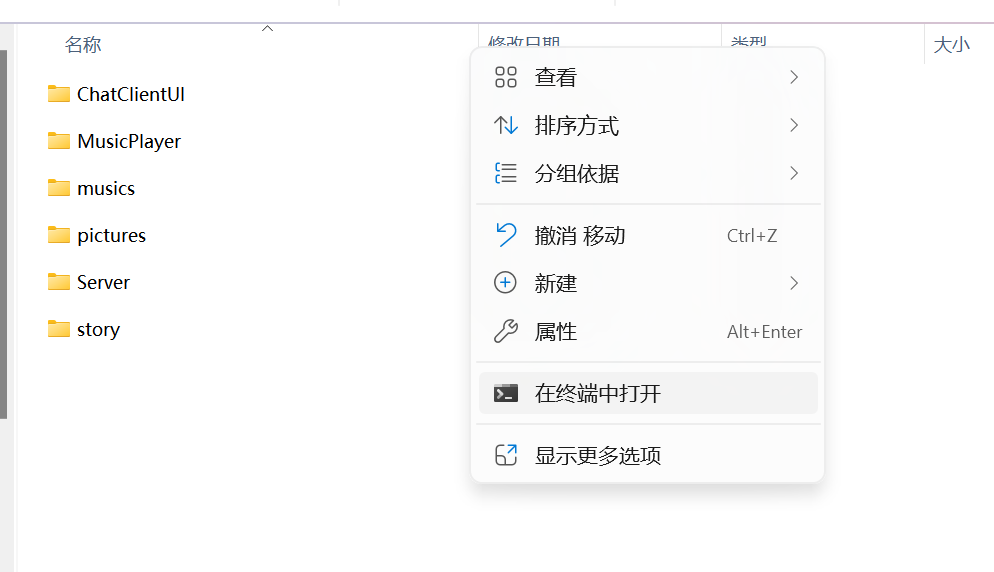 名称 修改日期 类型 大小
ChatClientUI
MusicPlayer
musics
pictures
Server
story
查看
排序方式
分组依据
撤消 移动 Ctrl+Z
新建
属性 Alt+Enter
在终端中打开
显示更多选项